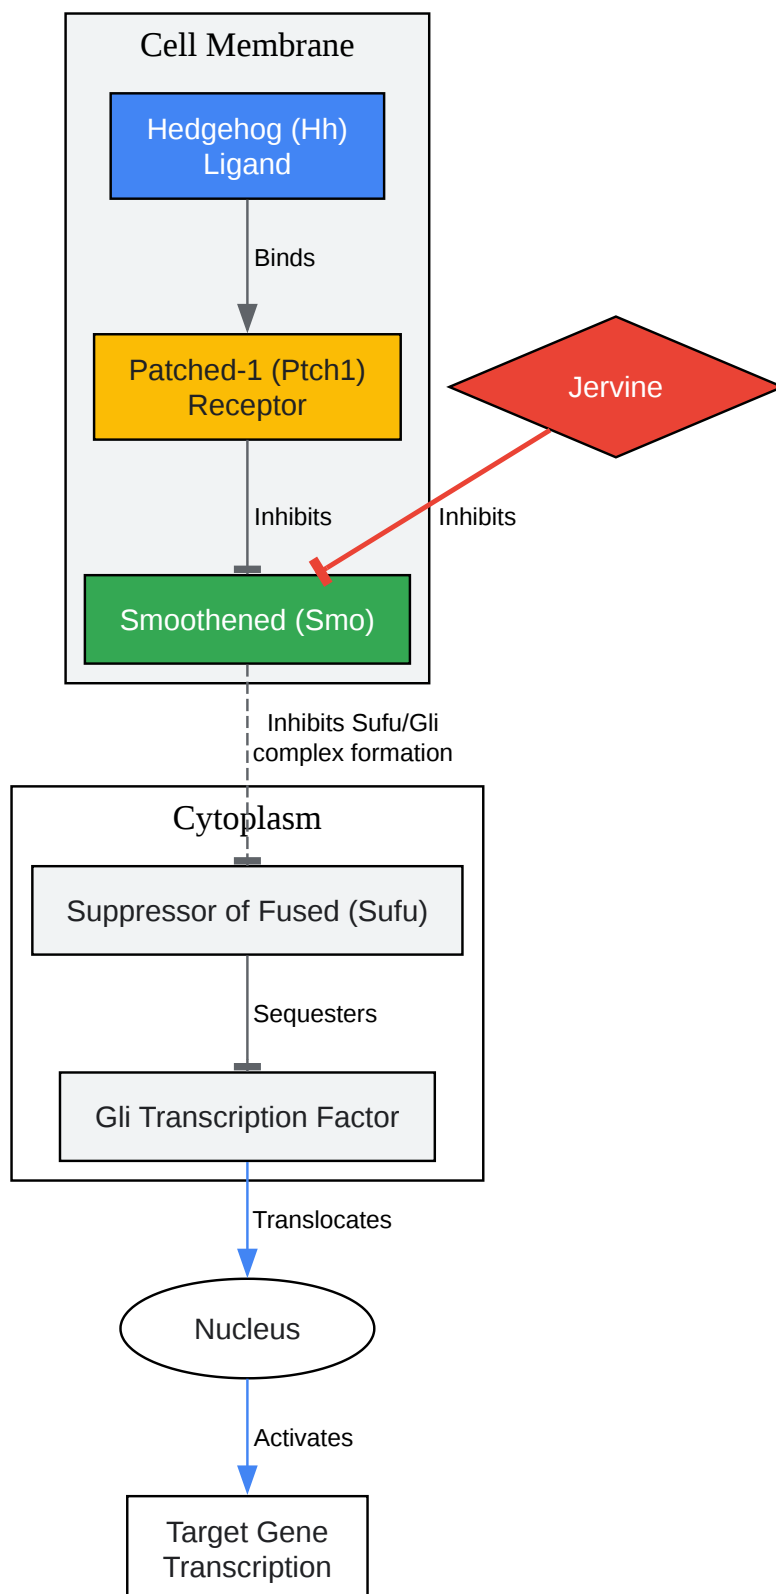 Cell Membrane
Hedgehog (Hh)
Ligand
Binds
Patched-1 (Ptch1)
Receptor
Jervine
Inhibits
Inhibits
Smoothened (Smo)
Inhibits Sufu/Gli
complex formation
Cytoplasm
Suppressor of Fused (Sufu)
Sequesters
Gli Transcription Factor
Translocates
Nucleus
Activates
Target Gene
Transcription